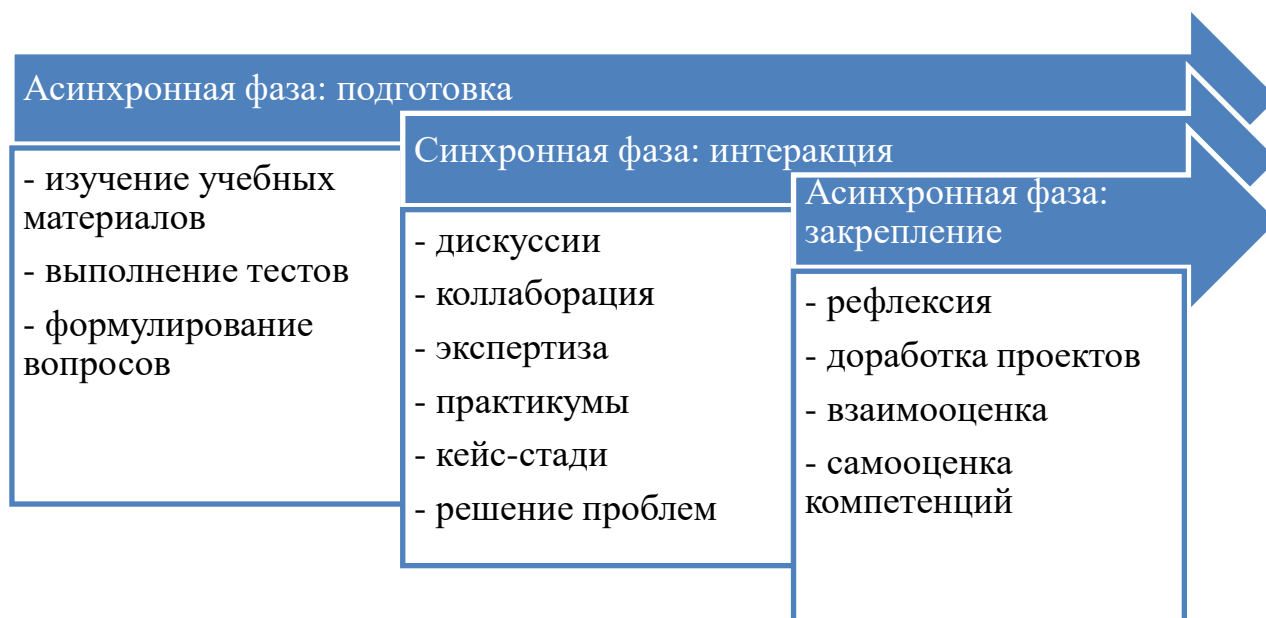 Асинхронная фаза: подготовка
- изучение учебных
материалов
- выполнение тестов
- формулирование
вопросов
Синхронная фаза: интеракция
- дискуссии
- коллаборация
- экспертиза
- практикумы
- кейс-стади
- решение проблем
Асинхронная фаза:
закрепление
- рефлексия
- доработка проектов
- взаимооценка
- самооценка
компетенций